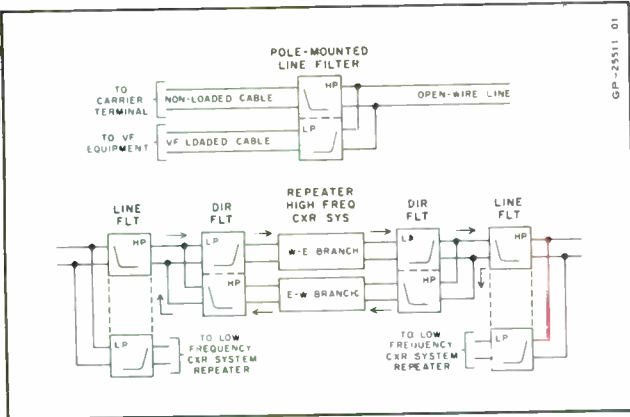 GP-25511 01
POLE-MOUNTED
LINE FILTER
TO
CARRIER
TERMINAL
NON-LOADED CABLE
HP
OPEN-WIRE LINE
TO VF
EQUIPMENT
VF LOADED CABLE
LP
LINE
FLT
DIR
FLT
REPEATER
HIGH FREQ
CXR SYS
DIR
FLT
LINE
FLT
HP
LP
W-E BRANCH
LP
HP
HP
E-W BRANCH
HP
LP
TO LOW
FREQUENCY
CXR SYSTEM
REPEATER
TO LOW
FREQUENCY
CXR SYSTEM
REPEATER
LP